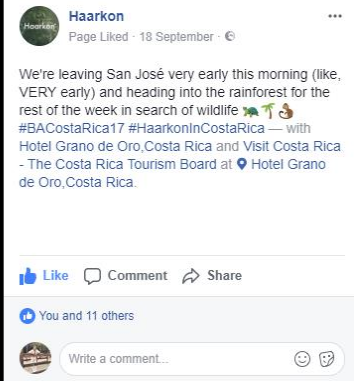 Haarkon
Haarkon
Page Liked · 18 September ·
We're leaving San José very early this morning (like,
VERY early) and heading into the rainforest for the
rest of the week in search of wildlife 🐢🌴🐒
#BACostaRica17 #HaarkonInCostaRica — with
Hotel Grano de Oro,Costa Rica and Visit Costa Rica
- The Costa Rica Tourism Board at Hotel Grano
de Oro,Costa Rica.
Like Comment Share
You and 11 others
Write a comment...